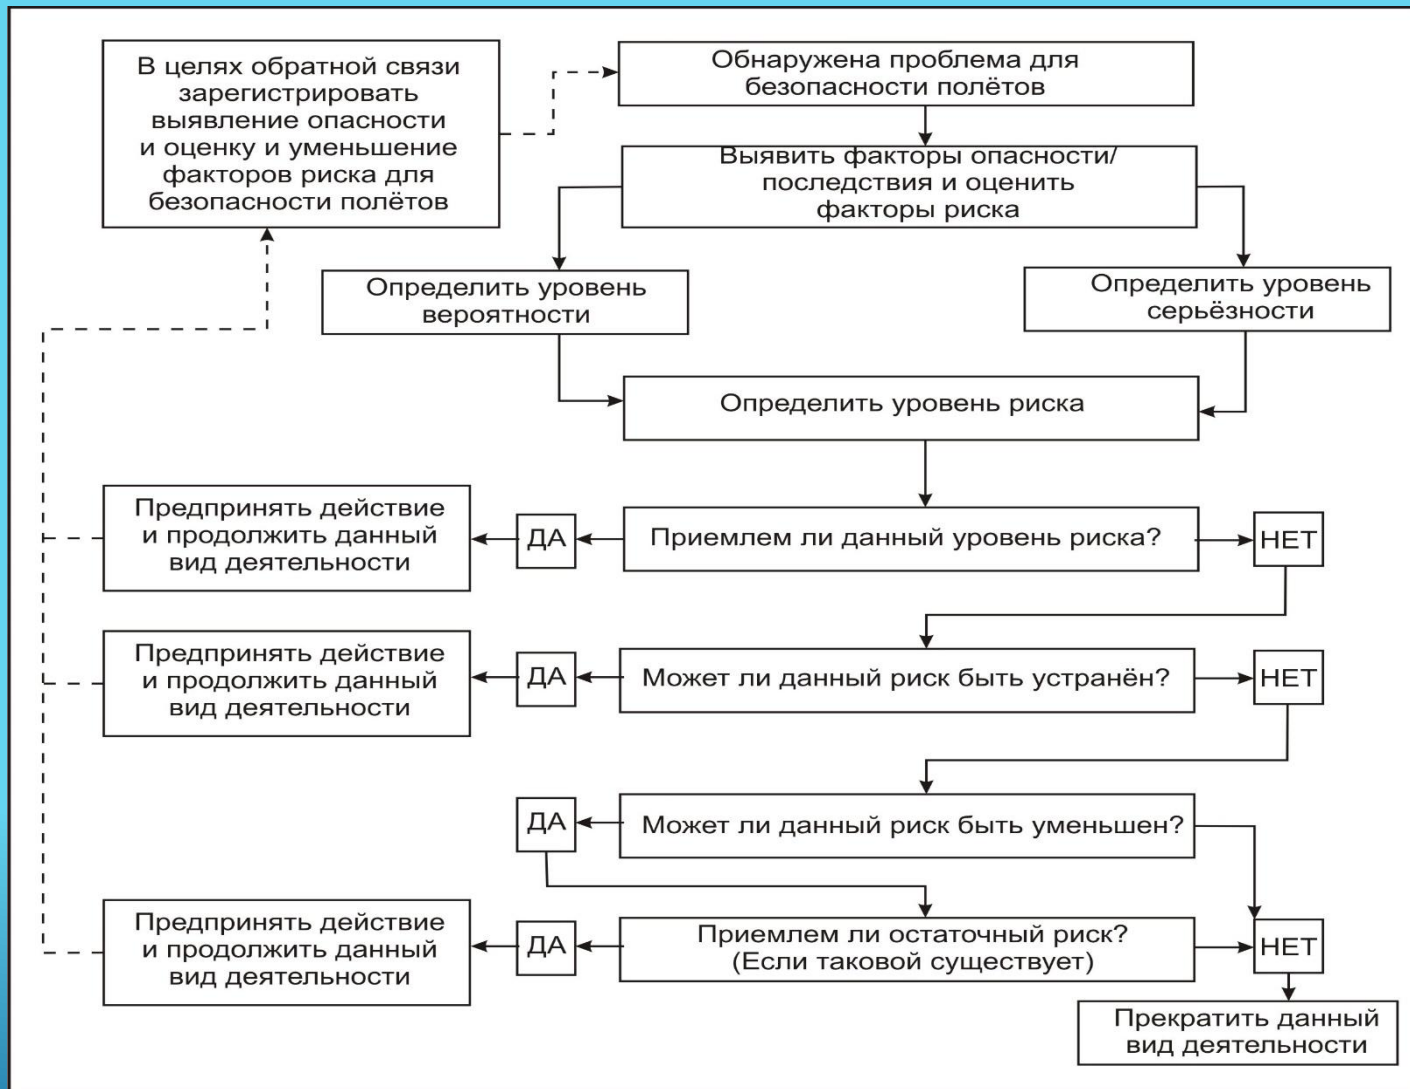 В целях обратной связи
зарегистрировать
выявление опасности
и оценку и уменьшение
факторов риска для
безопасности полётов
Обнаружена проблема для
безопасности полётов
Выявить факторы опасности/
последствия и оценить
факторы риска
Определить уровень
вероятности
Определить уровень
серьёзности
Определить уровень риска
Предпринять действие
и продолжить данный
вид деятельности
ДА
Приемлем ли данный уровень риска?
НЕТ
Предпринять действие
и продолжить данный
вид деятельности
ДА
Может ли данный риск быть устранён?
НЕТ
ДА
Может ли данный риск быть уменьшен?
Предпринять действие
и продолжить данный
вид деятельности
ДА
Приемлем ли остаточный риск?
(Если таковой существует)
НЕТ
Прекратить данный
вид деятельности